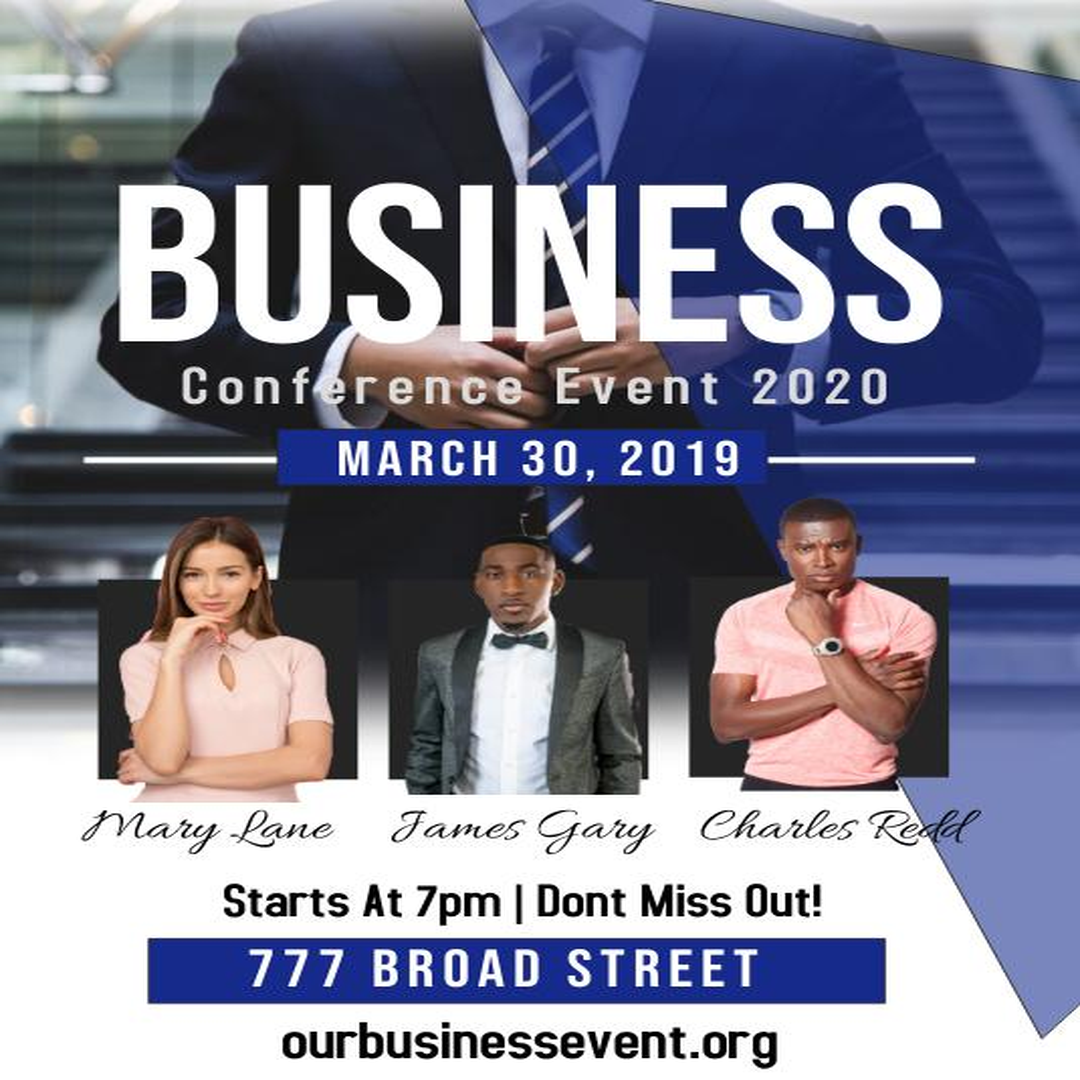 BUSINESS
Conference Event 2020
MARCH 30, 2019
Mary Lane James Gary Charles Redd
Starts At 7pm | Dont Miss Out!
777 BROAD STREET
ourbusinessevent.org